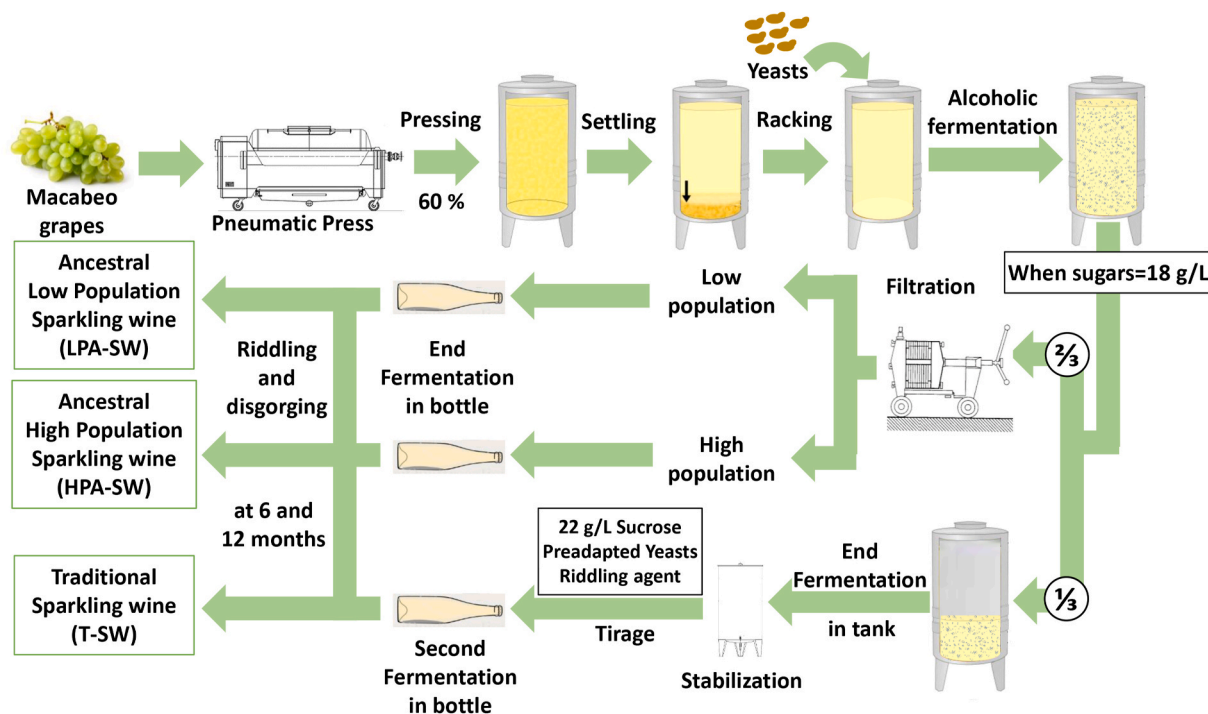 Macabeo
grapes
Pneumatic Press
Pressing
60 %
Settling
Racking
Yeasts
Alcoholic
fermentation
When sugars=18 g/L
⅔
⅓
Filtration
Low
population
High
population
End
Fermentation
in bottle
Riddling
and
disgorging
at 6 and
12 months
Ancestral
Low Population
Sparkling wine
(LPA-SW)
Ancestral
High Population
Sparkling wine
(HPA-SW)
End
Fermentation
in tank
Stabilization
22 g/L Sucrose
Preadapted Yeasts
Riddling agent
Tirage
Second
Fermentation
in bottle
Traditional
Sparkling wine
(T-SW)